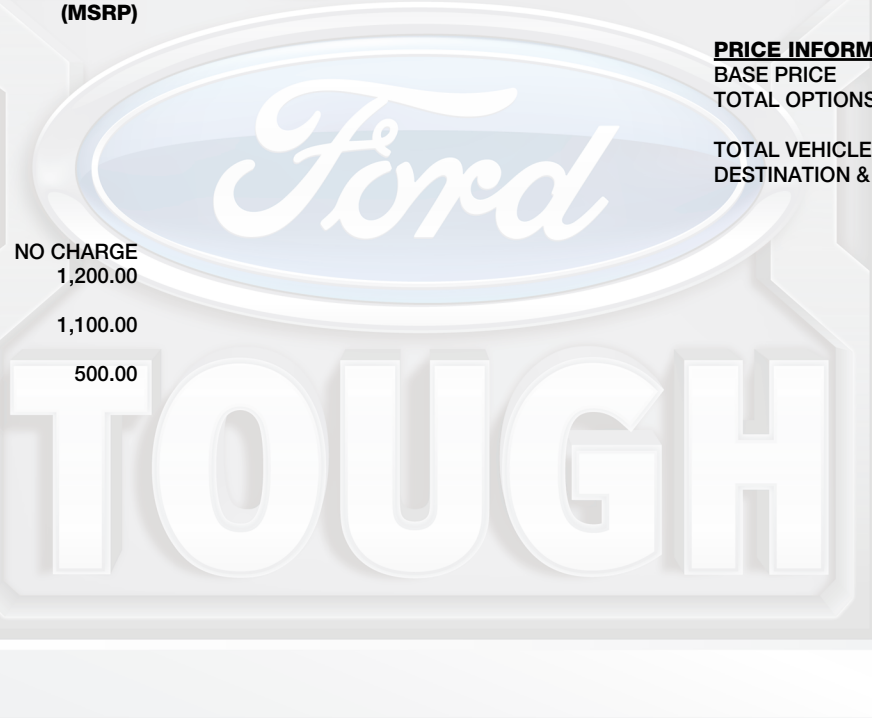 (MSRP)
NO CHARGE
1,200.00
1,100.00
500.00
PRICE INFORM
BASE PRICE
TOTAL OPTIONS
TOTAL VEHICLE
DESTINATION &
Ford
TOUGH